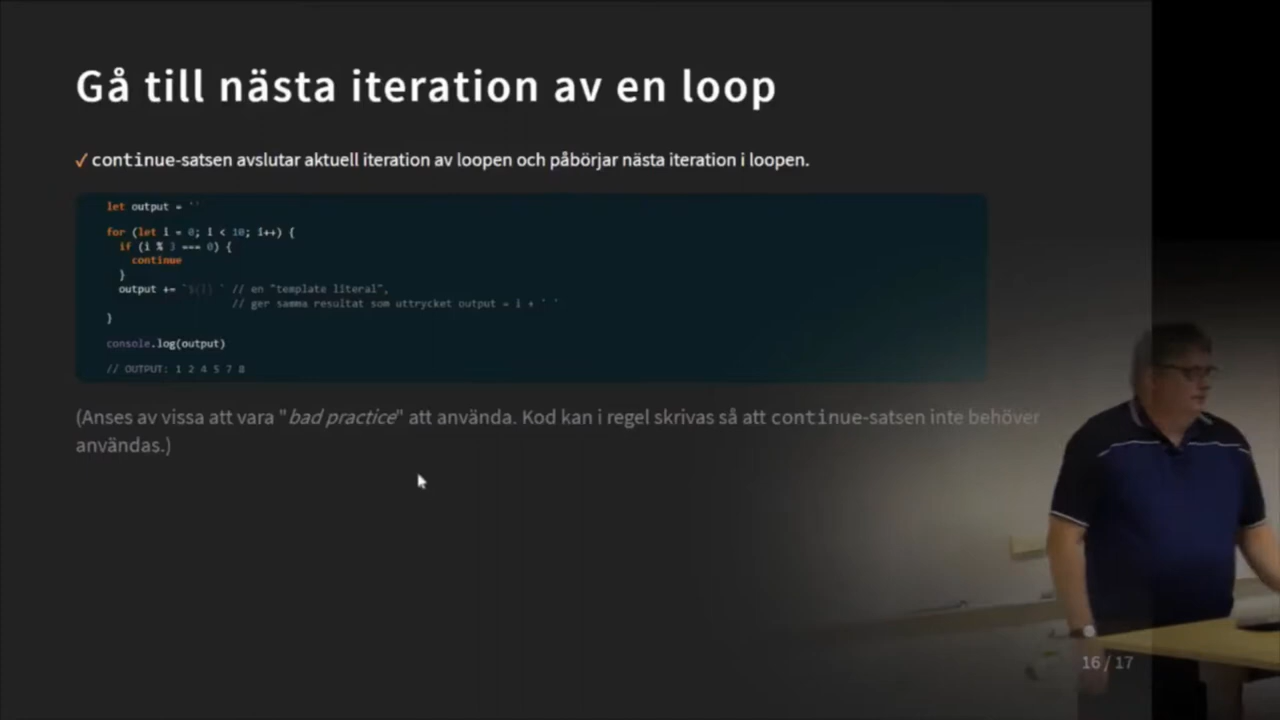 Gå till nästa iteration av en loop
✓ continue-satsen avslutar aktuell iteration av loopen och påbörjar nästa iteration i loopen.
let output = ''
for (let i = 0; i < 10; i++) {
if (i % 3 === 0) {
continue
}
output += `${i} ` // en "template literal",
// ger samma resultat som uttrycket output = i + ' '
}
console.log(output)
// OUTPUT: 1 2 4 5 7 8
(Anses av vissa att vara "bad practice" att använda. Kod kan i regel skrivas så att continue-satsen inte behöver
användas.)
16 / 17